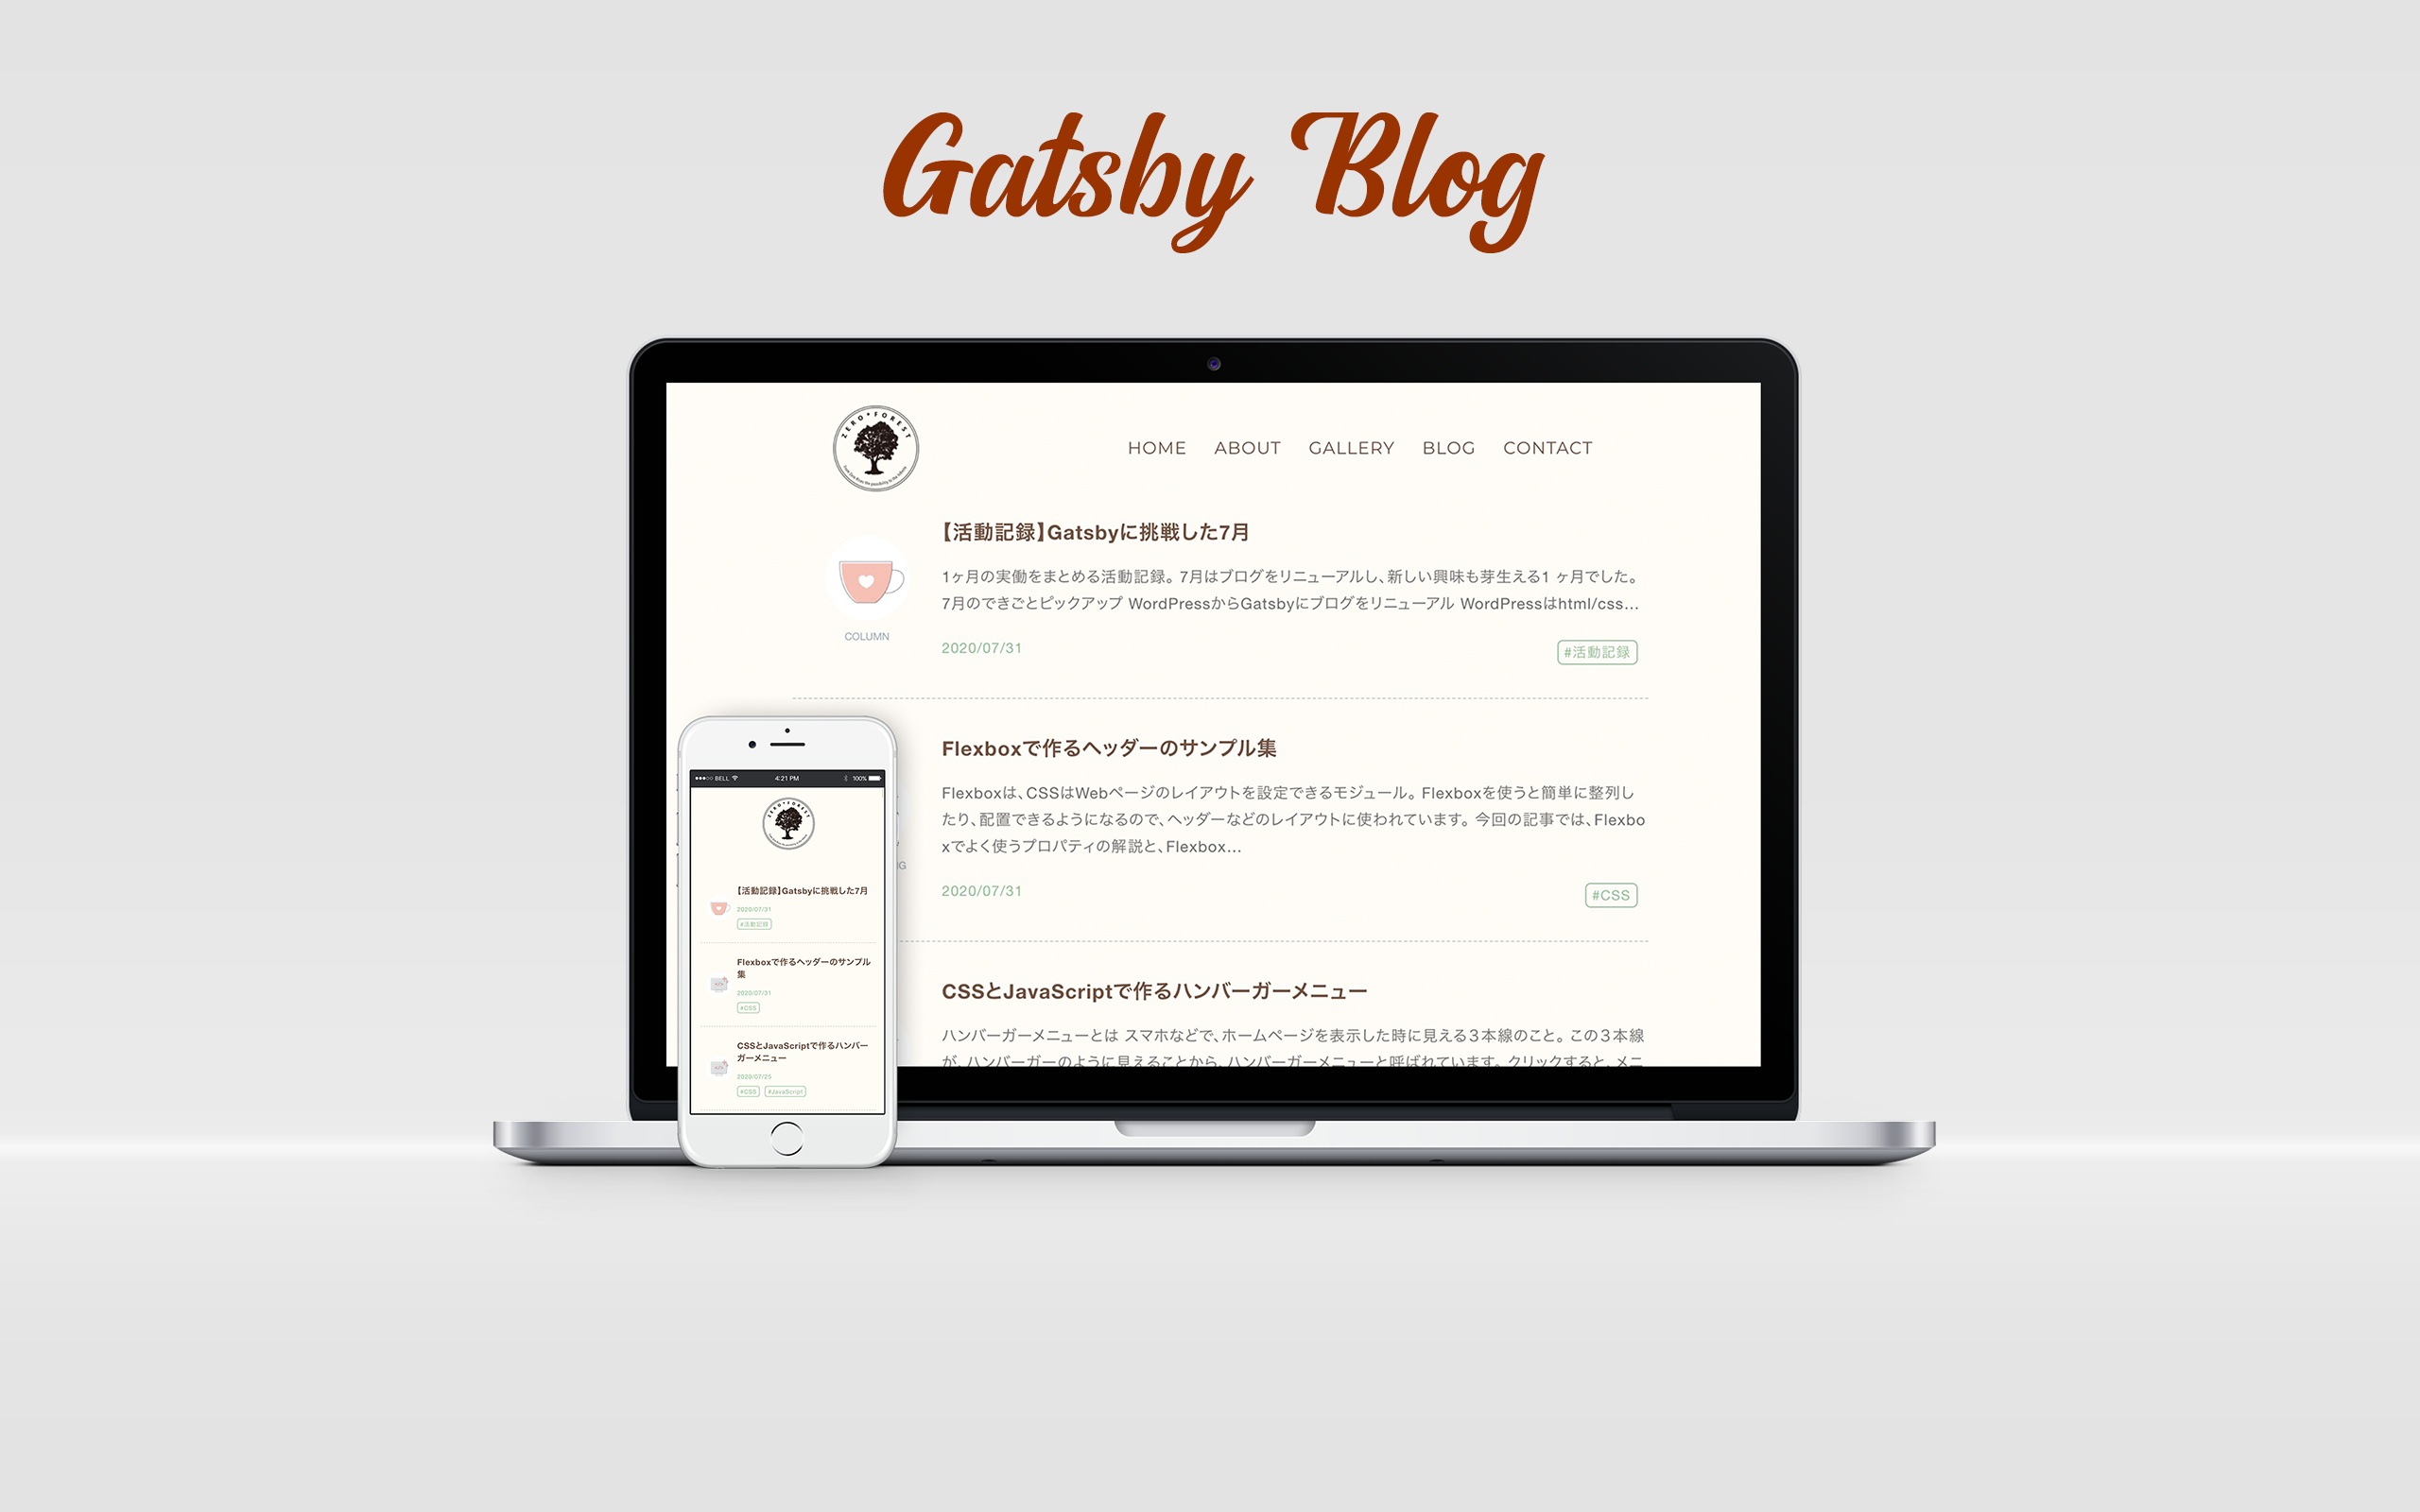 Gatsby Blog
ZERO★FOREST
HOME ABOUT GALLERY BLOG CONTACT
【活動記録】Gatsbyに挑戦した7月
1ヶ月の実働をまとめる活動記録。7月はブログをリニューアルし、新しい興味も芽生える1 ヶ月でした。
7月のできごとピックアップ WordPressからGatsbyにブログをリニューアル WordPressはhtml/css...
COLUMN
2020/07/31
#活動記録
Flexboxで作るヘッダーのサンプル集
Flexboxは、CSSはWebページのレイアウトを設定できるモジュール。Flexboxを使うと簡単に整列し
たり、配置できるようになるので、ヘッダーなどのレイアウトに使われています。今回の記事では、Flexbo
xでよく使うプロパティの解説と、Flexbox...
2020/07/31
#CSS
CSSとJavaScriptで作るハンバーガーメニュー
ハンバーガーメニューとは スマホなどで、ホームページを表示した時に見える３本線のこと。この３本線
が、ハンバーガーのように見えることから、ハンバーガーメニューと呼ばれています。クリックすると、メニ
BELL 4:21 PM 100%
ZERO★FOREST
【活動記録】Gatsbyに挑戦した7月
2020/07/31
#活動記録
Flexboxで作るヘッダーのサンプル
集
2020/07/31
#CSS
CSSとJavaScriptで作るハンバー
ガーメニュー
2020/07/25
#CSS #JavaScript